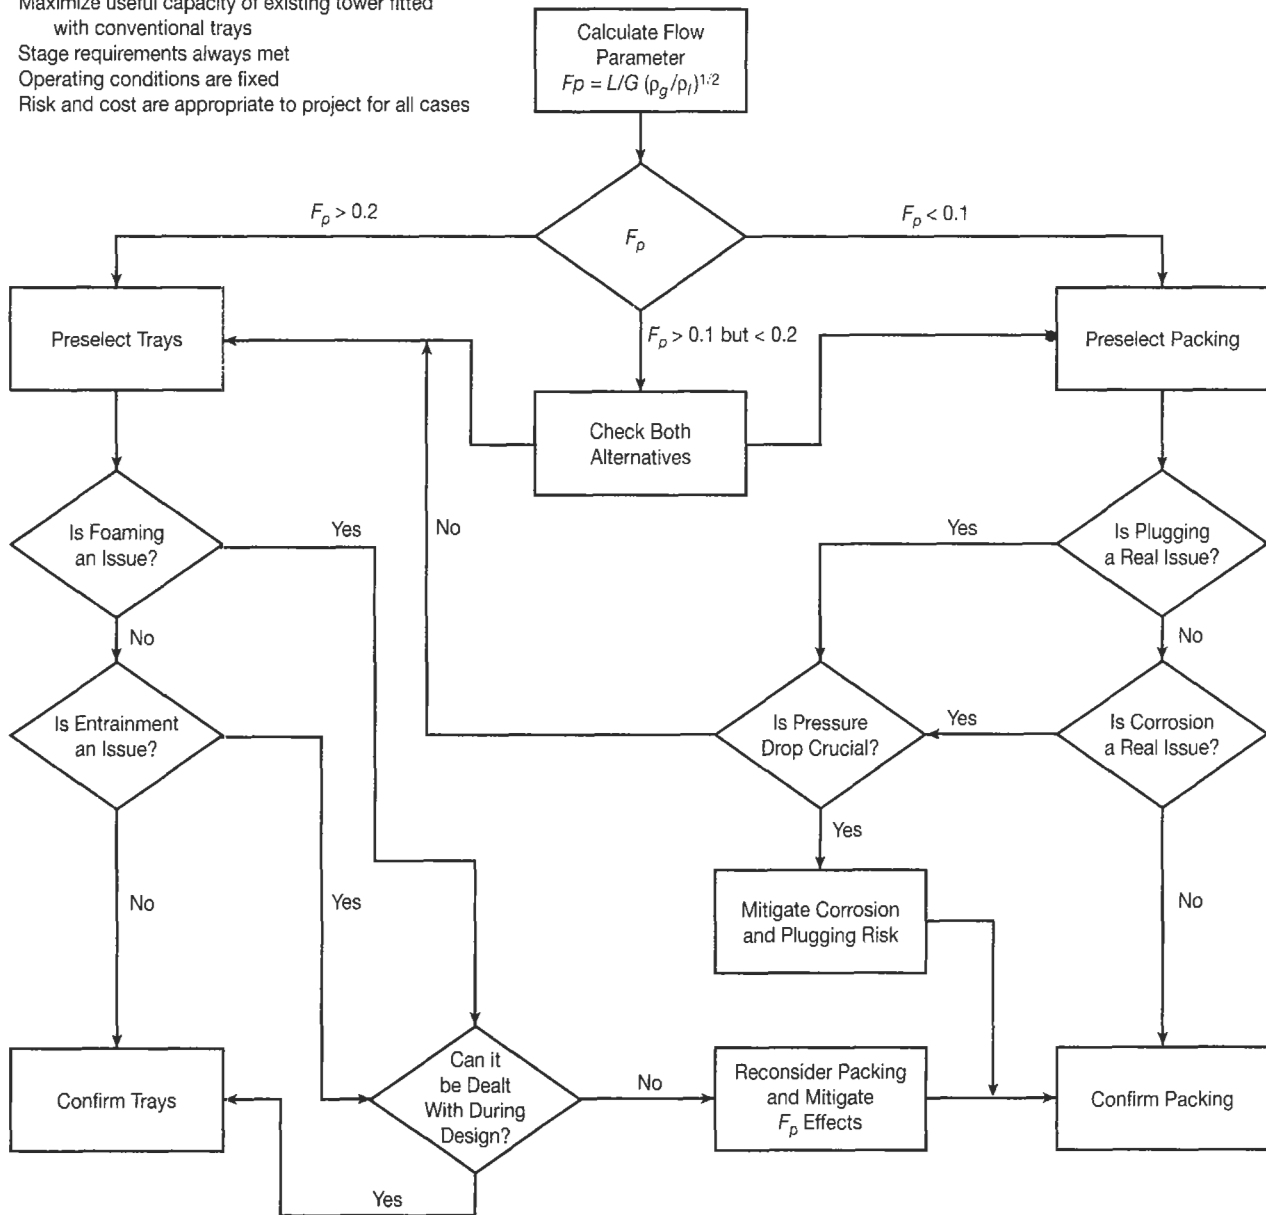 Maximize useful capacity of existing tower fitted
with conventional trays
Stage requirements always met
Operating conditions are fixed
Risk and cost are appropriate to project for all cases
Calculate Flow
Parameter
Fp = L/G (ρg/ρl)1/2
Fp > 0.2
Fp
Fp < 0.1
Preselect Trays
Fp > 0.1 but < 0.2
Preselect Packing
Check Both
Alternatives
Is Foaming
an Issue?
Yes
No
Yes
Is Plugging
a Real Issue?
No
No
Is Entrainment
an Issue?
Is Pressure
Drop Crucial?
Yes
Is Corrosion
a Real Issue?
Yes
No
Yes
Mitigate Corrosion
and Plugging Risk
No
Confirm Trays
Can it
be Dealt
With During
Design?
No
Reconsider Packing
and Mitigate
Fp Effects
Confirm Packing
Yes